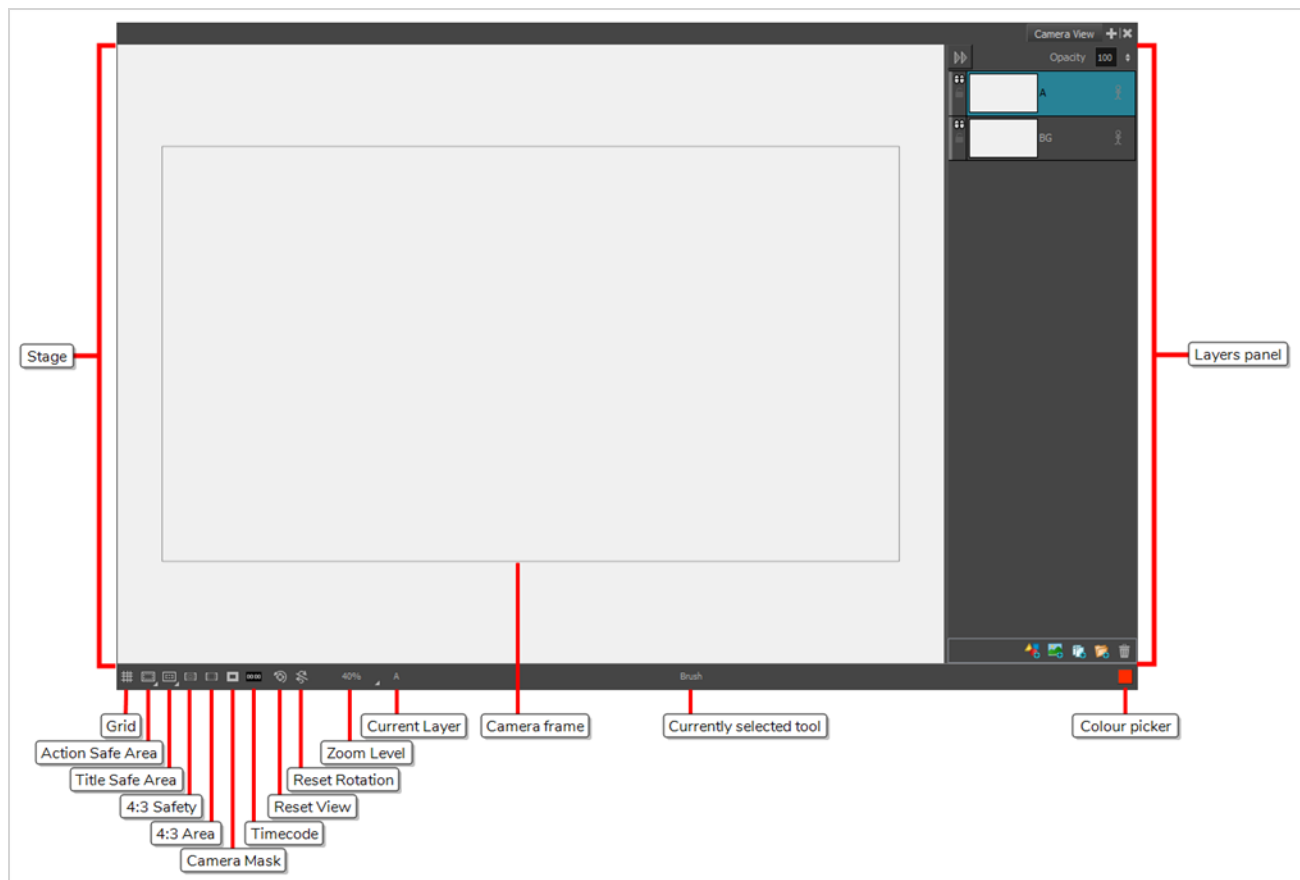 Camera View
Opacity 100
A
BG
Stage
Layers panel
00:00 40% A Brush
Grid
Current Layer
Camera frame
Currently selected tool
Colour picker
Action Safe Area
Zoom Level
Title Safe Area
Reset Rotation
4:3 Safety
Reset View
4:3 Area
Timecode
Camera Mask